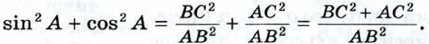 sin² A + cos² A = BC²/AB² + AC²/AB² = (BC² + AC²)/AB².